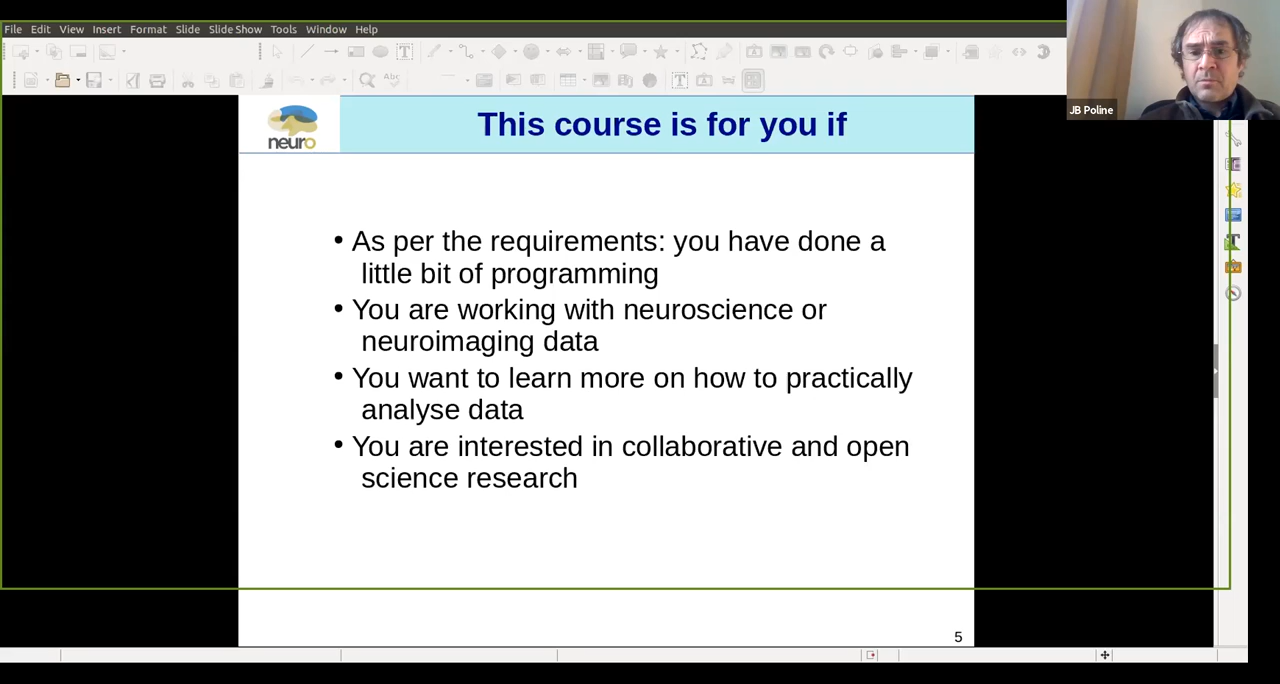 File Edit View Insert Format Slide Slide Show Tools Window Help
JB Poline
neuro
This course is for you if
• As per the requirements: you have done a
little bit of programming
• You are working with neuroscience or
neuroimaging data
• You want to learn more on how to practically
analyse data
• You are interested in collaborative and open
science research
5